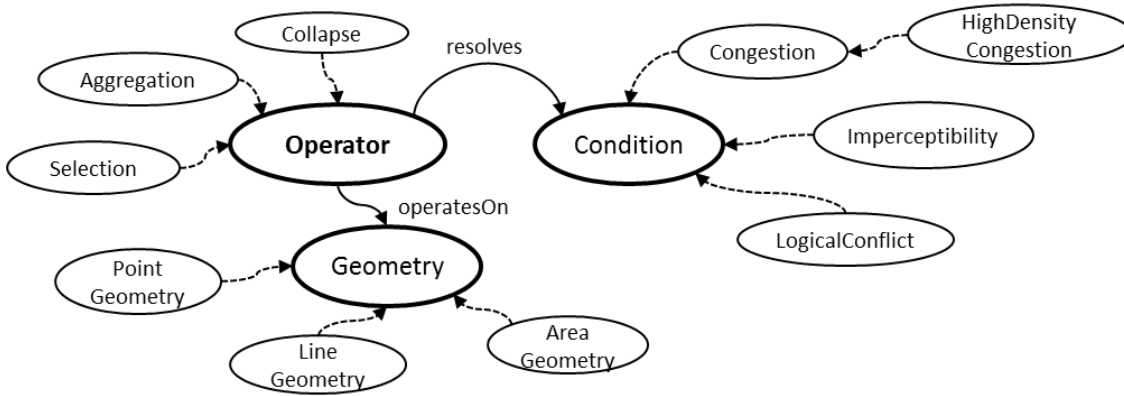 Collapse
resolves
HighDensity
Congestion
Congestion
Aggregation
Operator
Condition
Imperceptibility
Selection
operatesOn
LogicalConflict
Point
Geometry
Geometry
Line
Geometry
Area
Geometry